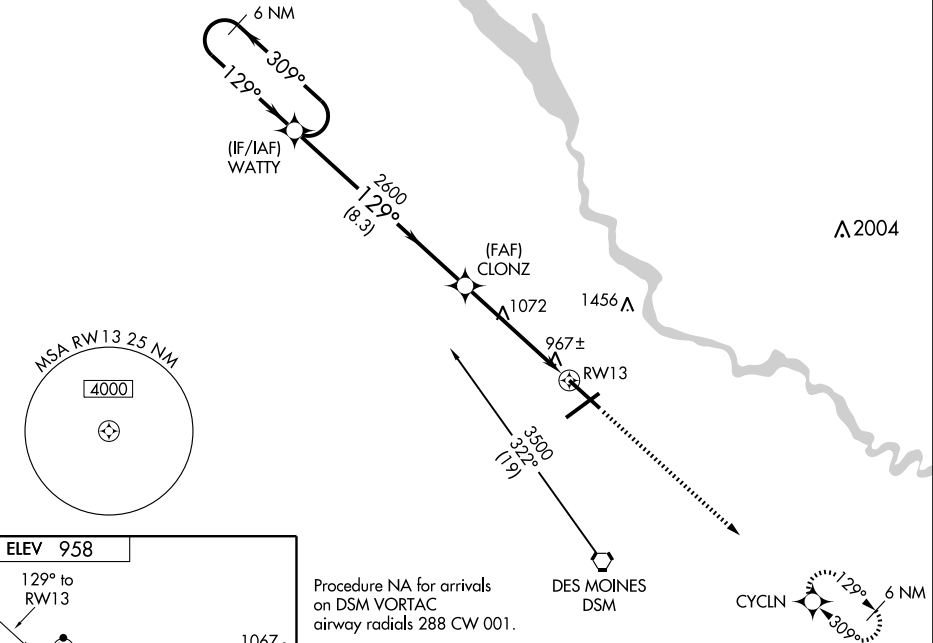 6 NM
309°
129°
(IF/IAF)
WATTY
2600
129°
(8.3)
2004
(FAF)
CLONZ
1072
1456
967±
RW13
MSA RW13 25 NM
4000
3500
322°
(19)
ELEV 958
129° to
RW13
1067
Procedure NA for arrivals
on DSM VORTAC
airway radials 288 CW 001.
DES MOINES
DSM
CYCLN
129°
6 NM
309°